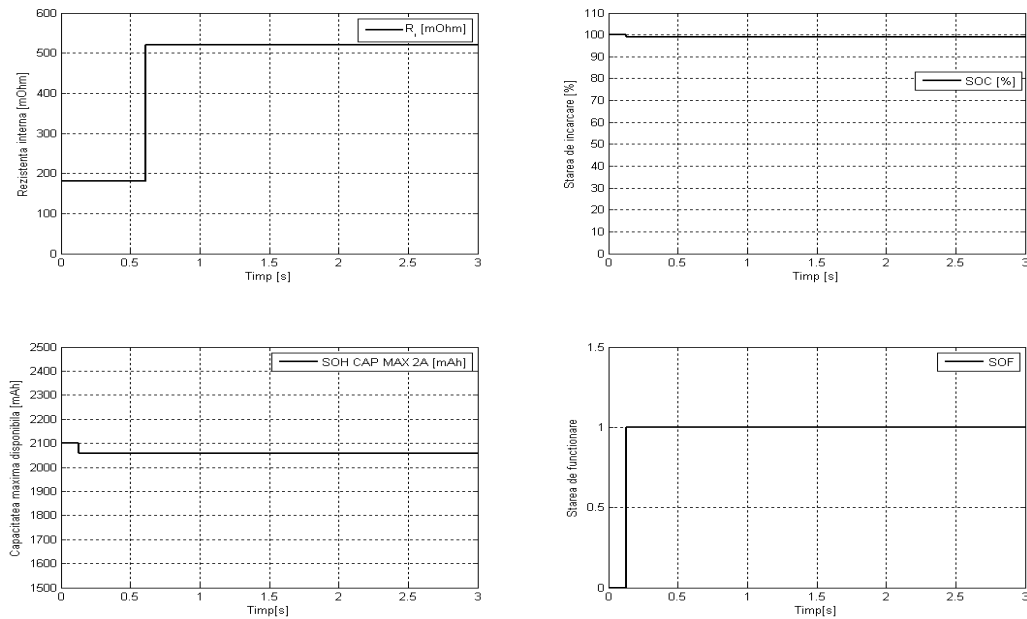 600
500
400
300
200
100
0
Rezistenta interna [mOhm]
R_i [mOhm]
0 0.5 1 1.5 2 2.5 3
Timp [s]
110
100
90
80
70
60
50
40
30
20
10
0
Starea de incarcare [%]
SOC [%]
0 0.5 1 1.5 2 2.5 3
Timp [s]
2500
2400
2300
2200
2100
2000
1900
1800
1700
1600
1500
Capacitatea maxima disponibila [mAh]
SOH CAP MAX 2A [mAh]
0 0.5 1 1.5 2 2.5 3
Timp[s]
1.5
1
0.5
0
Starea de functionare
SOF
0 0.5 1 1.5 2 2.5 3
Timp[s]